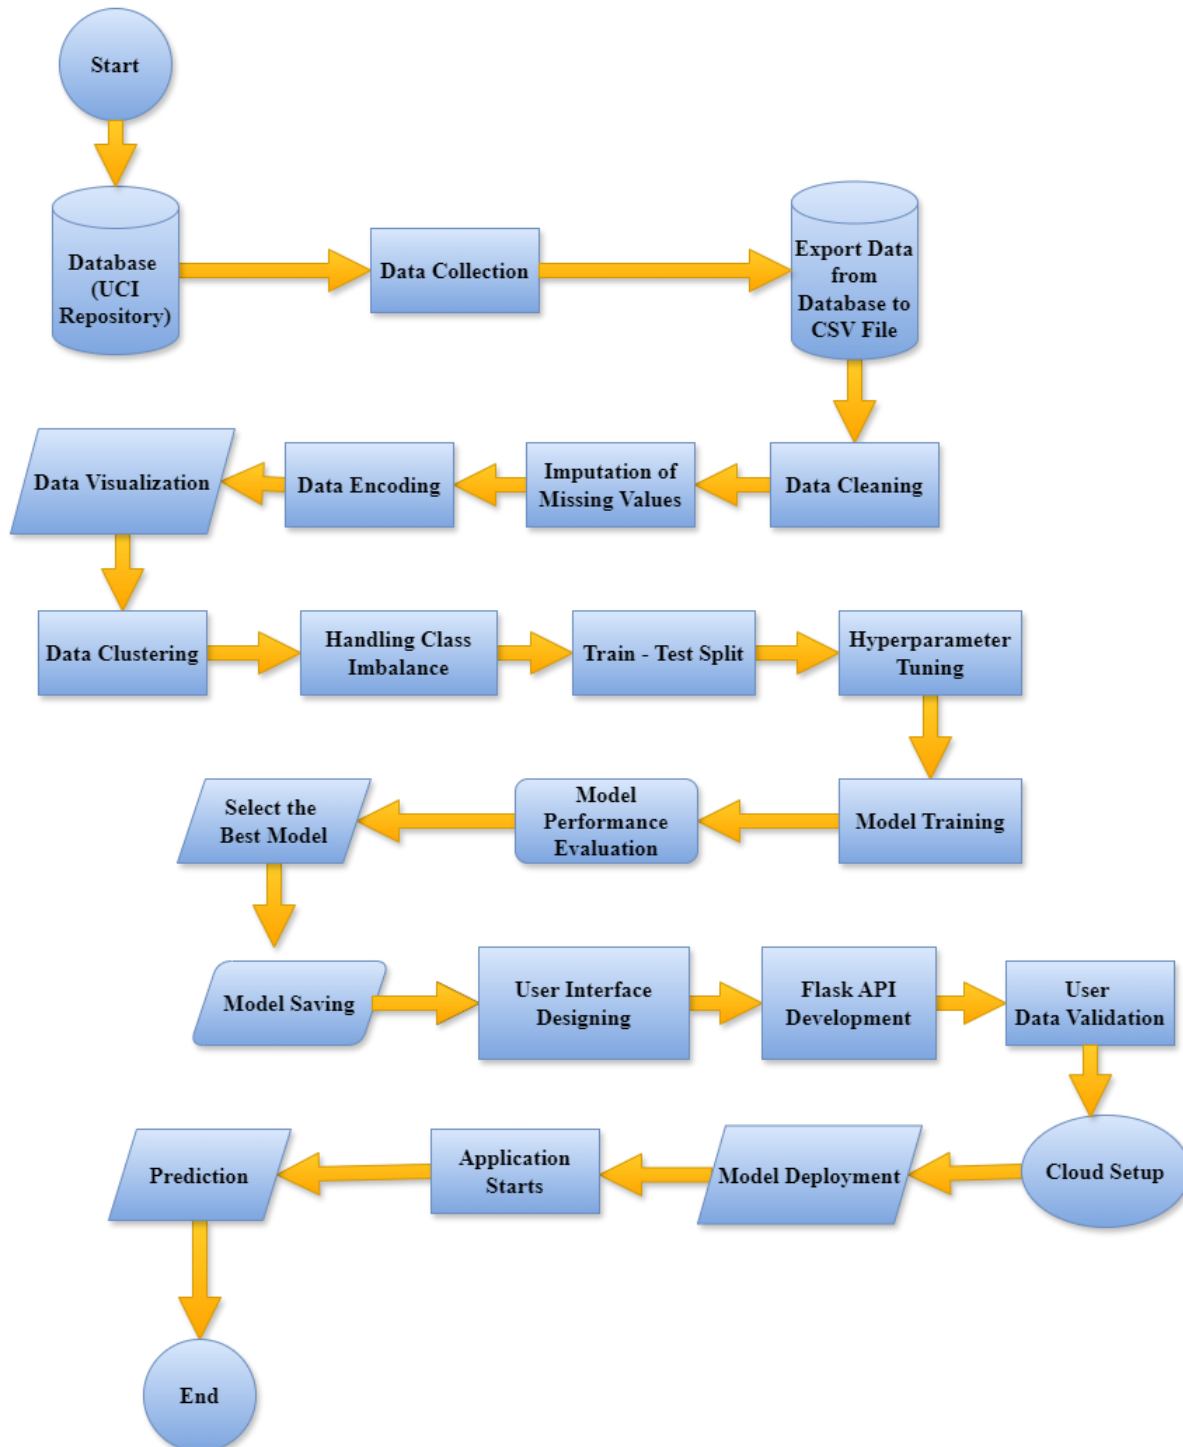 Start
Database
(UCI
Repository)
Data Collection
Export Data
from
Database to
CSV File
Data Visualization
Data Encoding
Imputation of
Missing Values
Data Cleaning
Data Clustering
Handling Class
Imbalance
Train - Test Split
Hyperparameter
Tuning
Select the
Best Model
Model
Performance
Evaluation
Model Training
Model Saving
User Interface
Designing
Flask API
Development
User
Data Validation
Prediction
Application
Starts
Model Deployment
Cloud Setup
End